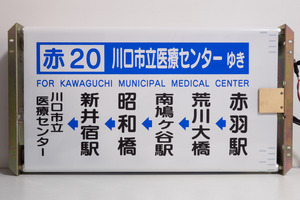 赤20 川口市立医療センター ゆき
FOR KAWAGUCHI MUNICIPAL MEDICAL CENTER
赤羽駅
荒川大橋
南鳩ヶ谷駅
昭和橋
新井宿駅
川口市立
医療センター